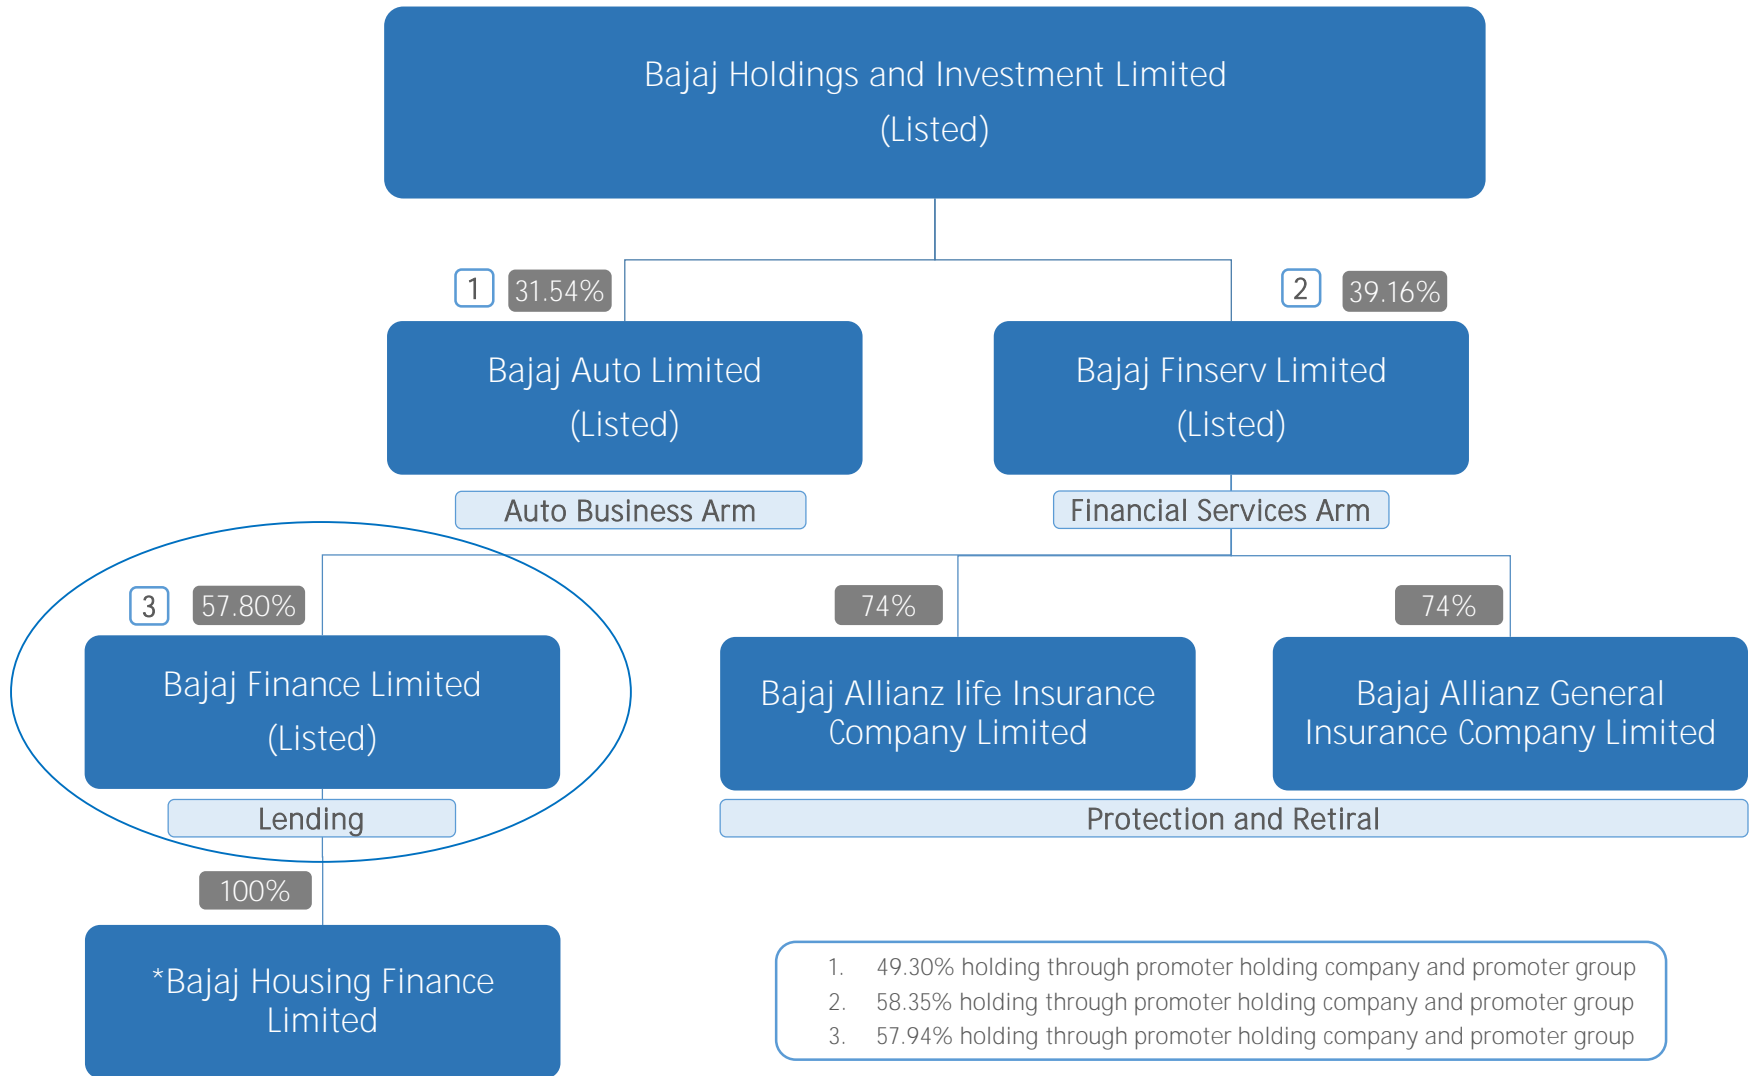 Bajaj Holdings and Investment Limited
(Listed)
1
31.54%
2
39.16%
Bajaj Auto Limited
(Listed)
Bajaj Finserv Limited
(Listed)
Auto Business Arm
Financial Services Arm
3
57.80%
74%
74%
Bajaj Finance Limited
(Listed)
Bajaj Allianz life Insurance
Company Limited
Bajaj Allianz General
Insurance Company Limited
Lending
Protection and Retiral
100%
*Bajaj Housing Finance
Limited
1. 49.30% holding through promoter holding company and promoter group
2. 58.35% holding through promoter holding company and promoter group
3. 57.94% holding through promoter holding company and promoter group